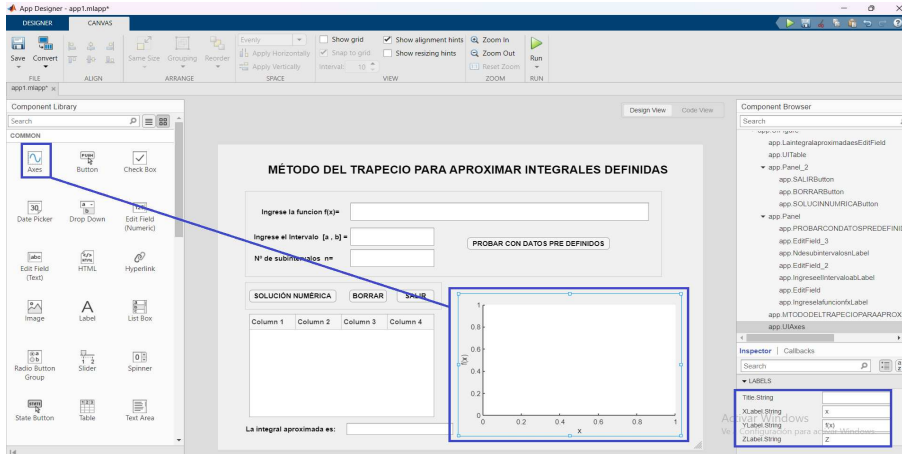 App Designer - app1.mlapp*
DESIGNER CANVAS
Save Convert Same Size Grouping Reorder
Evenly
Apply Horizontally
Apply Vertically
Show grid
Snap to grid
Interval: 10
Show alignment hints
Show resizing hints
Zoom In
Zoom Out
Reset Zoom
Run
FILE ALIGN ARRANGE SPACE VIEW ZOOM RUN
app1.mlapp*
Component Library
Search
COMMON
Axes Button Check Box
Date Picker Drop Down Edit Field (Numeric)
Edit Field (Text) HTML Hyperlink
Image Label List Box
Radio Button Group Slider Spinner
State Button Table Text Area
Design View Code View
MÉTODO DEL TRAPECIO PARA APROXIMAR INTEGRALES DEFINIDAS
Ingrese la funcion f(x)=
Ingrese el Intervalo [a , b] =
Nº de subintervalos n=
PROBAR CON DATOS PRE DEFINIDOS
SOLUCIÓN NUMÉRICA BORRAR SALIR
Column 1 Column 2 Column 3 Column 4
La integral aproximada es:
1
0.8
0.6
0.4
0.2
0
f(x)
0 0.2 0.4 0.6 0.8 1
x
Component Browser
Search
app.LaintegralaproximadaesEditField
app.UITable
app.Panel_2
app.SALIRButton
app.BORRARButton
app.SOLUCINNUMRICAButton
app.Panel
app.PROBARCONDATOSPREDEFINID
app.EditField_3
app.NdesubintervalosnLabel
app.EditField_2
app.IngreseelIntervaloabLabel
app.EditField
app.IngreselafuncionfxLabel
app.MTODODELTRAPECIOPARAAPROX
app.UIAxes
Inspector Callbacks
Search
LABELS
Title.String
XLabel.String x
YLabel.String f(x)
ZLabel.String Z
Activar Windows